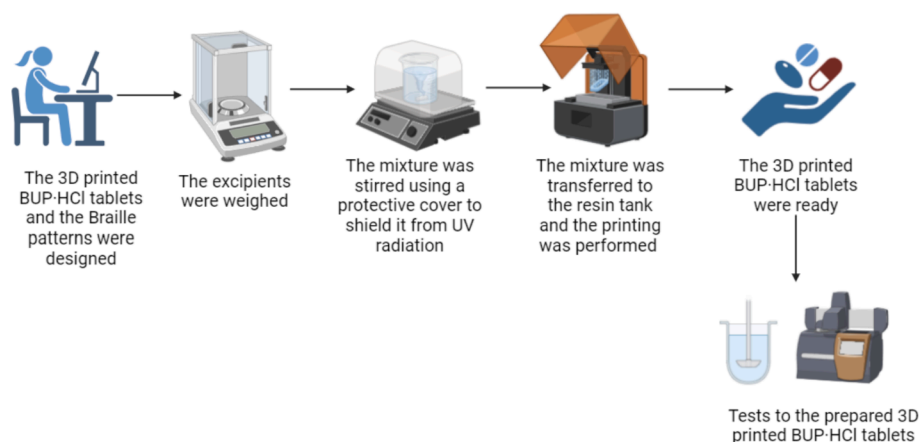 The 3D printed
BUP·HCl tablets
and the Braille
patterns were
designed
The excipients
were weighed
The mixture was
stirred using a
protective cover to
shield it from UV
radiation
The mixture was
transferred to
the resin tank
and the printing
was performed
The 3D printed
BUP·HCl tablets
were ready
Tests to the prepared 3D
printed BUP·HCl tablets